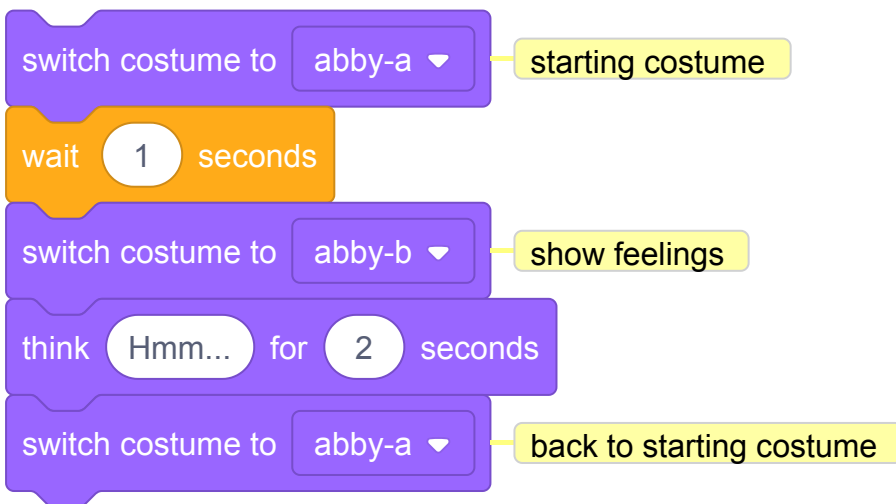 switch costume to abby-a starting costume
wait 1 seconds
switch costume to abby-b show feelings
think Hmm... for 2 seconds
switch costume to abby-a back to starting costume